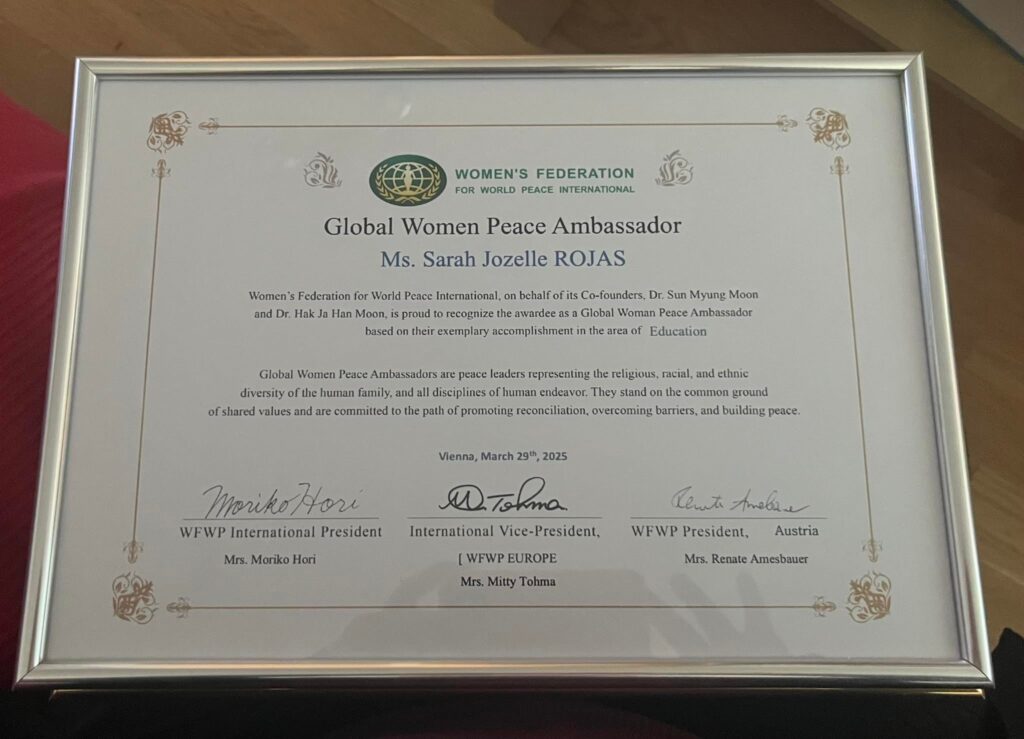 WOMEN'S FEDERATION
FOR WORLD PEACE INTERNATIONAL
Global Women Peace Ambassador
Ms. Sarah Jozelle ROJAS
Women's Federation for World Peace International, on behalf of its Co-founders, Dr. Sun Myung Moon
and Dr. Hak Ja Han Moon, is proud to recognize the awardee as a Global Woman Peace Ambassador
based on their exemplary accomplishment in the area of Education
Global Women Peace Ambassadors are peace leaders representing the religious, racial, and ethnic
diversity of the human family, and all disciplines of human endeavor. They stand on the common ground
of shared values and are committed to the path of promoting reconciliation, overcoming barriers, and building peace.
Vienna, March 29th, 2025
Moriko Hori
M. Tohma
Renate Amesbauer
WFWP International President
International Vice-President,
WFWP President, Austria
Mrs. Moriko Hori
[ WFWP EUROPE
Mrs. Renate Amesbauer
Mrs. Mitty Tohma